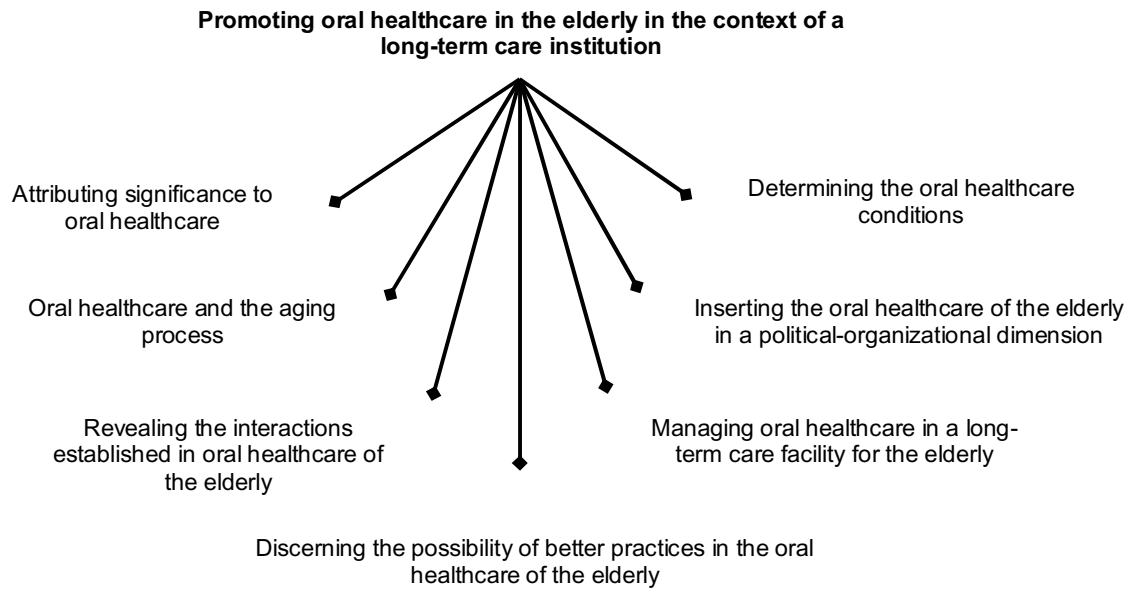 Promoting oral healthcare in the elderly in the context of a
long-term care institution
Attributing significance to
oral healthcare
Determining the oral healthcare
conditions
Oral healthcare and the aging
process
Inserting the oral healthcare of the elderly
in a political-organizational dimension
Revealing the interactions
established in oral healthcare of
the elderly
Managing oral healthcare in a long-
term care facility for the elderly
Discerning the possibility of better practices in the oral
healthcare of the elderly